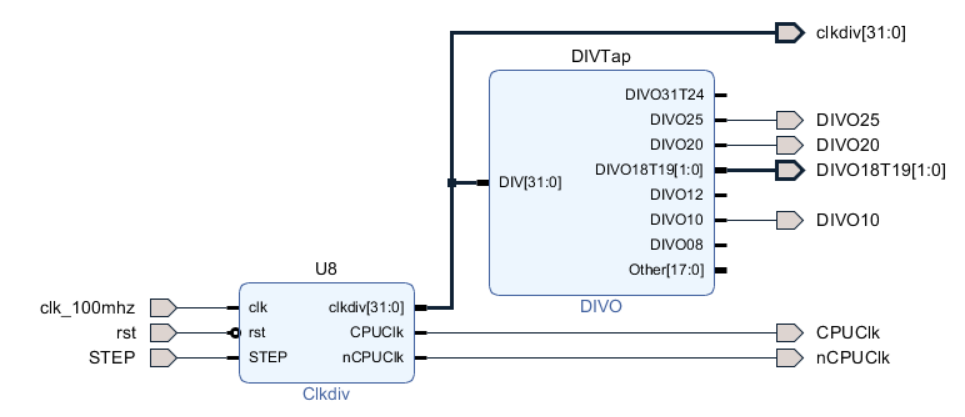 clkdiv[31:0]
DIVTap
DIVO31T24
DIVO25 DIVO25
DIVO20 DIVO20
DIVO18T19[1:0] DIVO18T19[1:0]
DIV[31:0]
DIVO12
DIVO10 DIVO10
DIVO08
Other[17:0]
DIVO
U8
clk_100mhz clk clkdiv[31:0]
rst rst CPUClk CPUClk
STEP STEP nCPUClk nCPUClk
Clkdiv